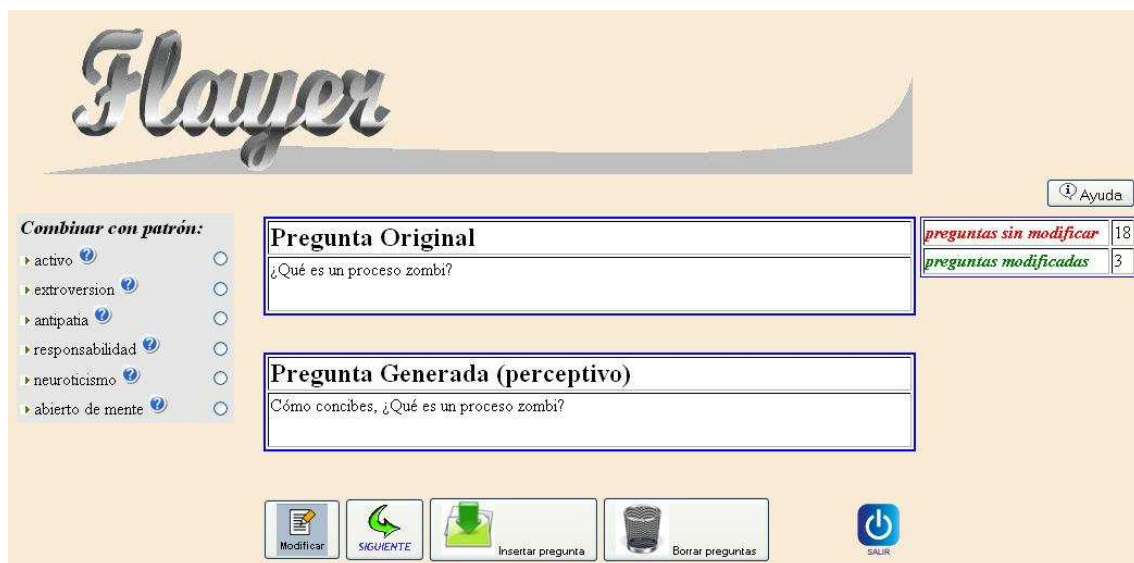 Flayer
Ayuda
Combinar con patrón:
activo
extroversion
antipatia
responsabilidad
neuroticismo
abierto de mente
Pregunta Original
¿Qué es un proceso zombi?
Pregunta Generada (perceptivo)
Cómo concibes, ¿Qué es un proceso zombi?
preguntas sin modificar 18
preguntas modificadas 3
Modificar
SIGUIENTE
Insertar pregunta
Borrar preguntas
SALIR